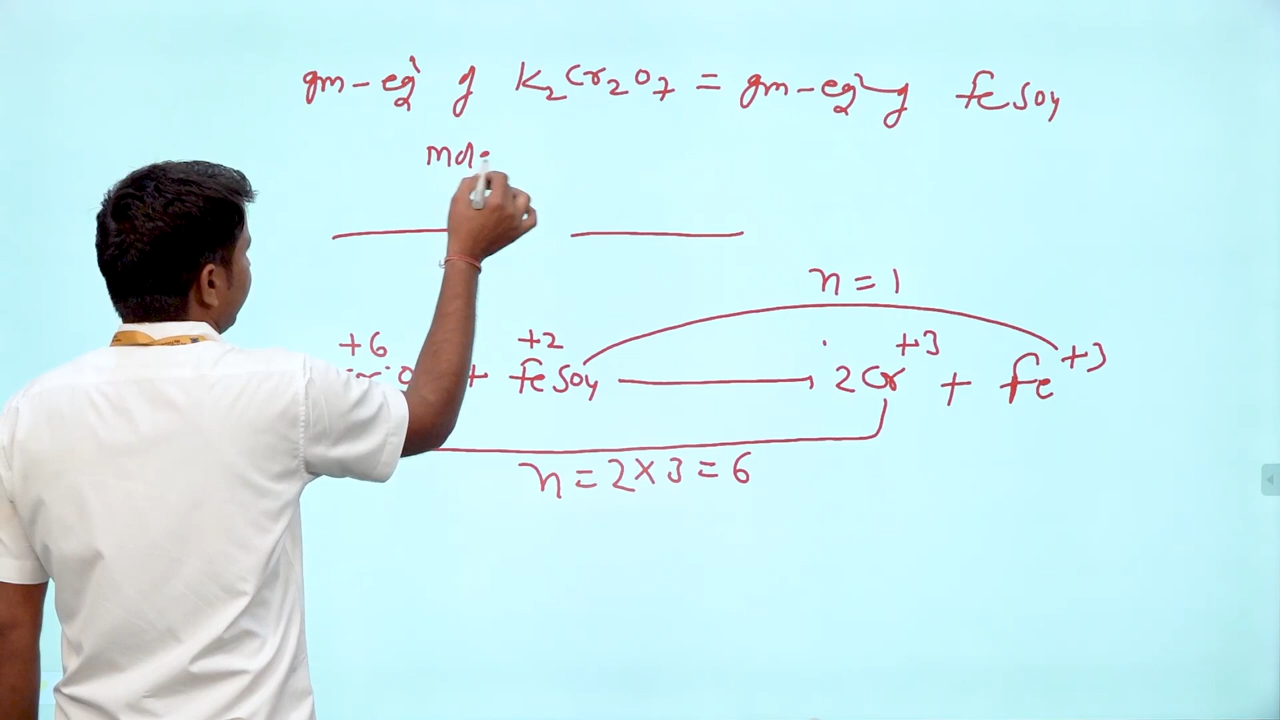 gm-eq of K2Cr2O7 = gm-eq of FeSO4
mol
n = 1
+6 +2 +3 +3
+ FeSO4 2Cr + Fe
n = 2 × 3 = 6